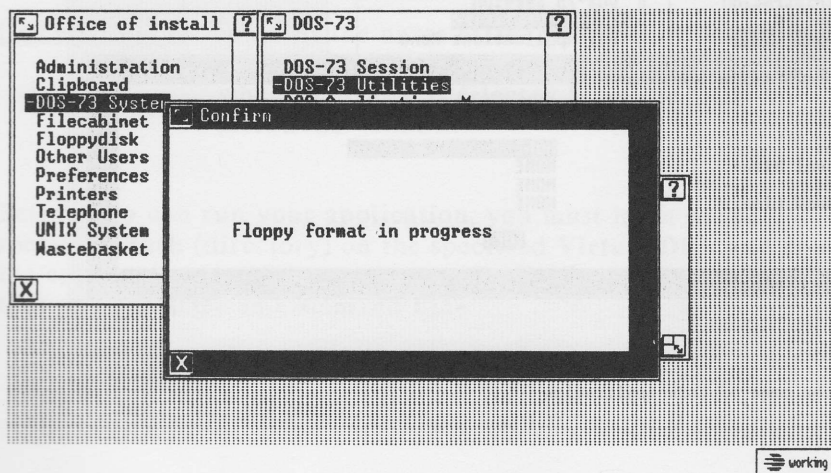 Office of install ?
DOS-73 ?
Administration
Clipboard
-DOS-73 System
Filecabinet
Floppydisk
Other Users
Preferences
Printers
Telephone
UNIX System
Wastebasket
X
DOS-73 Session
-DOS-73 Utilities
Confirm
Floppy format in progress
X
?
working